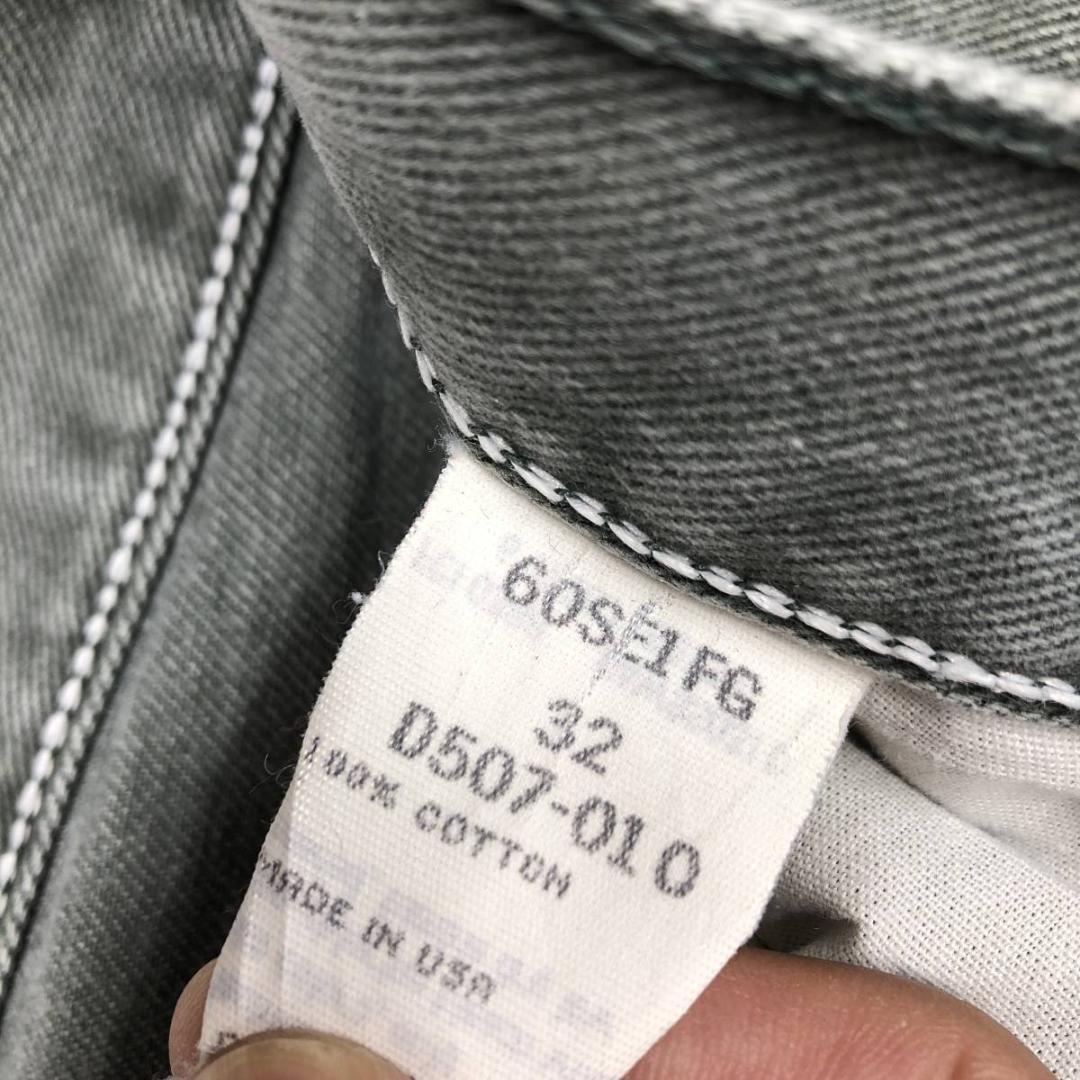 60SE1FG
32
D507-010
100% COTTON
MADE IN USA